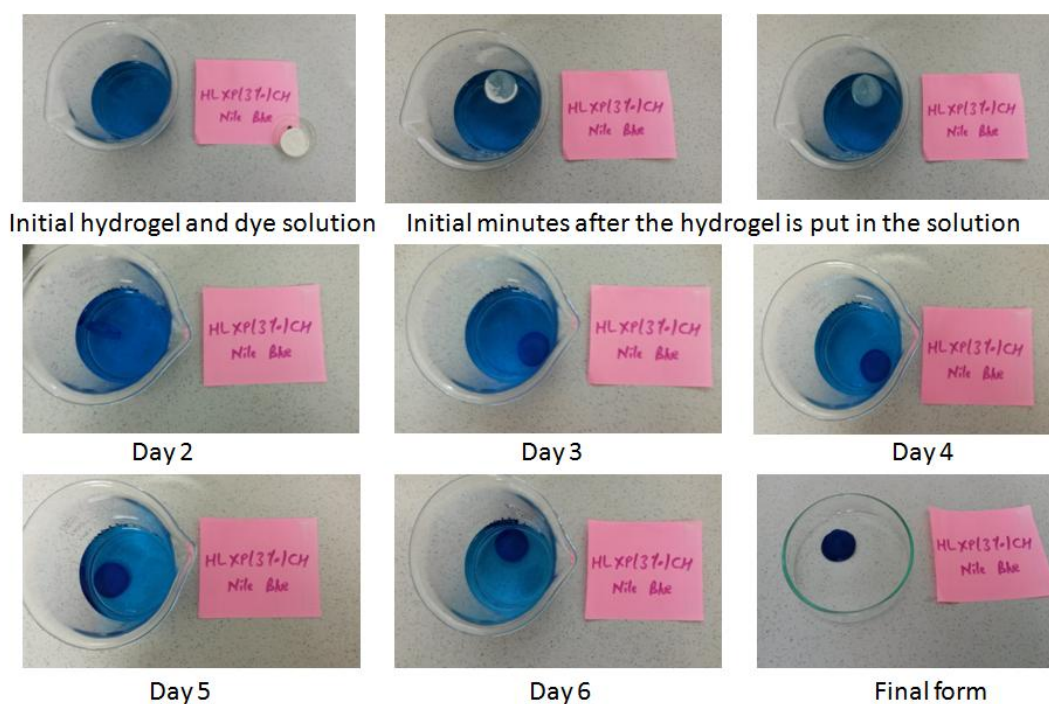 HLXP(3%)CH
Nile Blue
HLXP(3%)CH
Nile Blue
HLXP(3%)CH
Nile Blue
Initial hydrogel and dye solution
Initial minutes after the hydrogel is put in the solution
HLXP(3%)CH
Nile Blue
HLXP(3%)CH
Nile Blue
HLXP(3%)CH
Nile Blue
Day 2
Day 3
Day 4
HLXP(3%)CH
Nile Blue
HLXP(3%)CH
Nile Blue
HLXP(3%)CH
Nile Blue
Day 5
Day 6
Final form